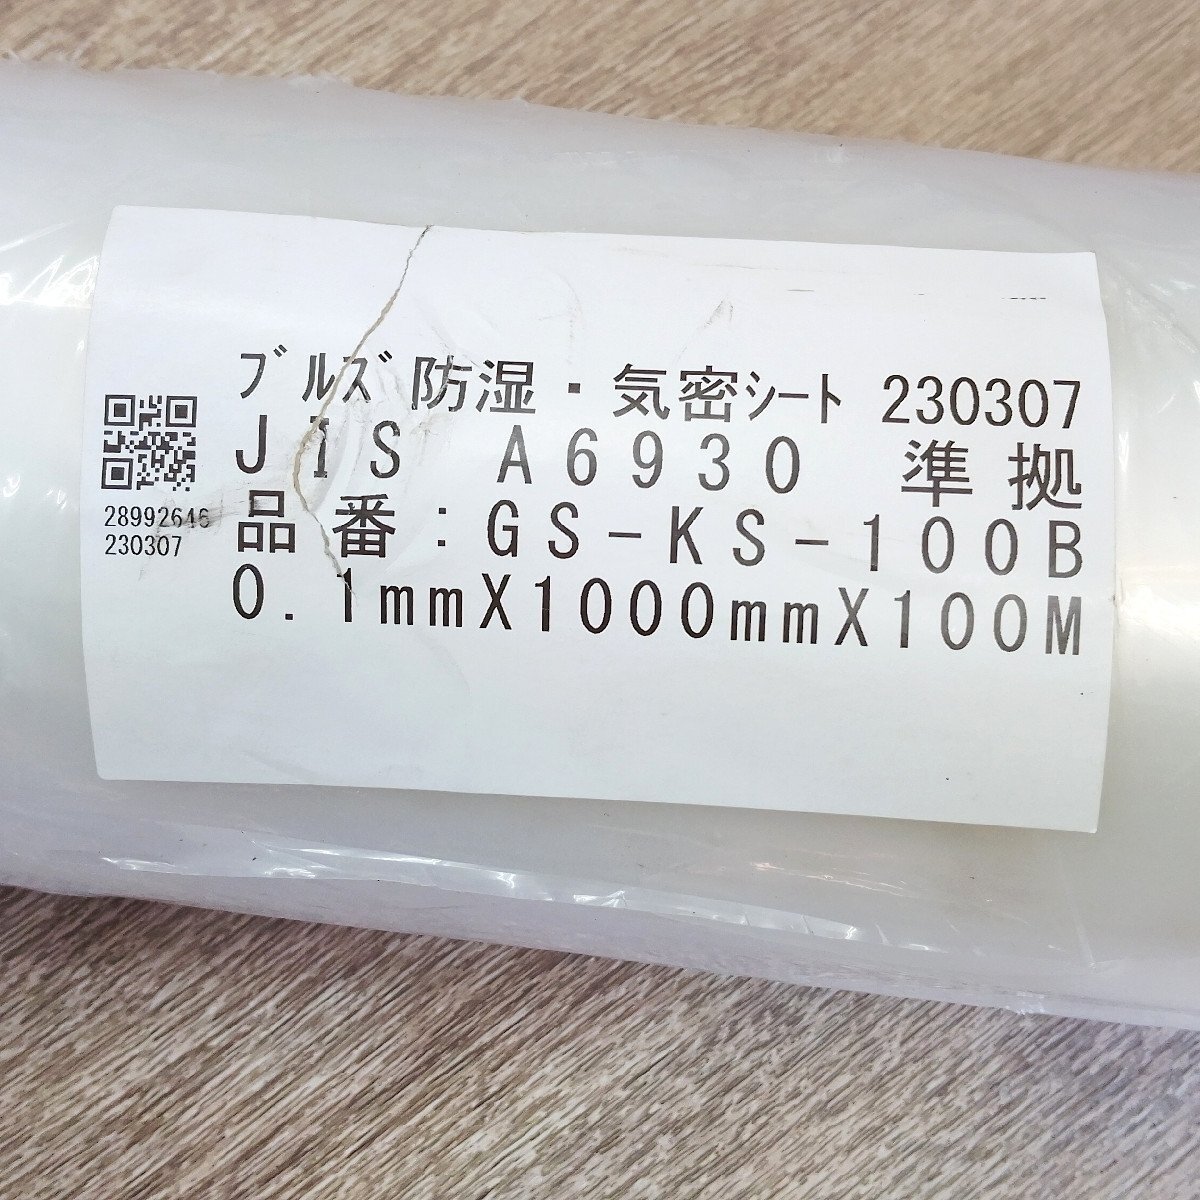 ﾌﾞﾙｽﾞ 防湿・気密ｼｰﾄ 230307
JIS A6930 準拠
品番:GS-KS-100B
0.1mmX1000mmX100M
28992646
230307